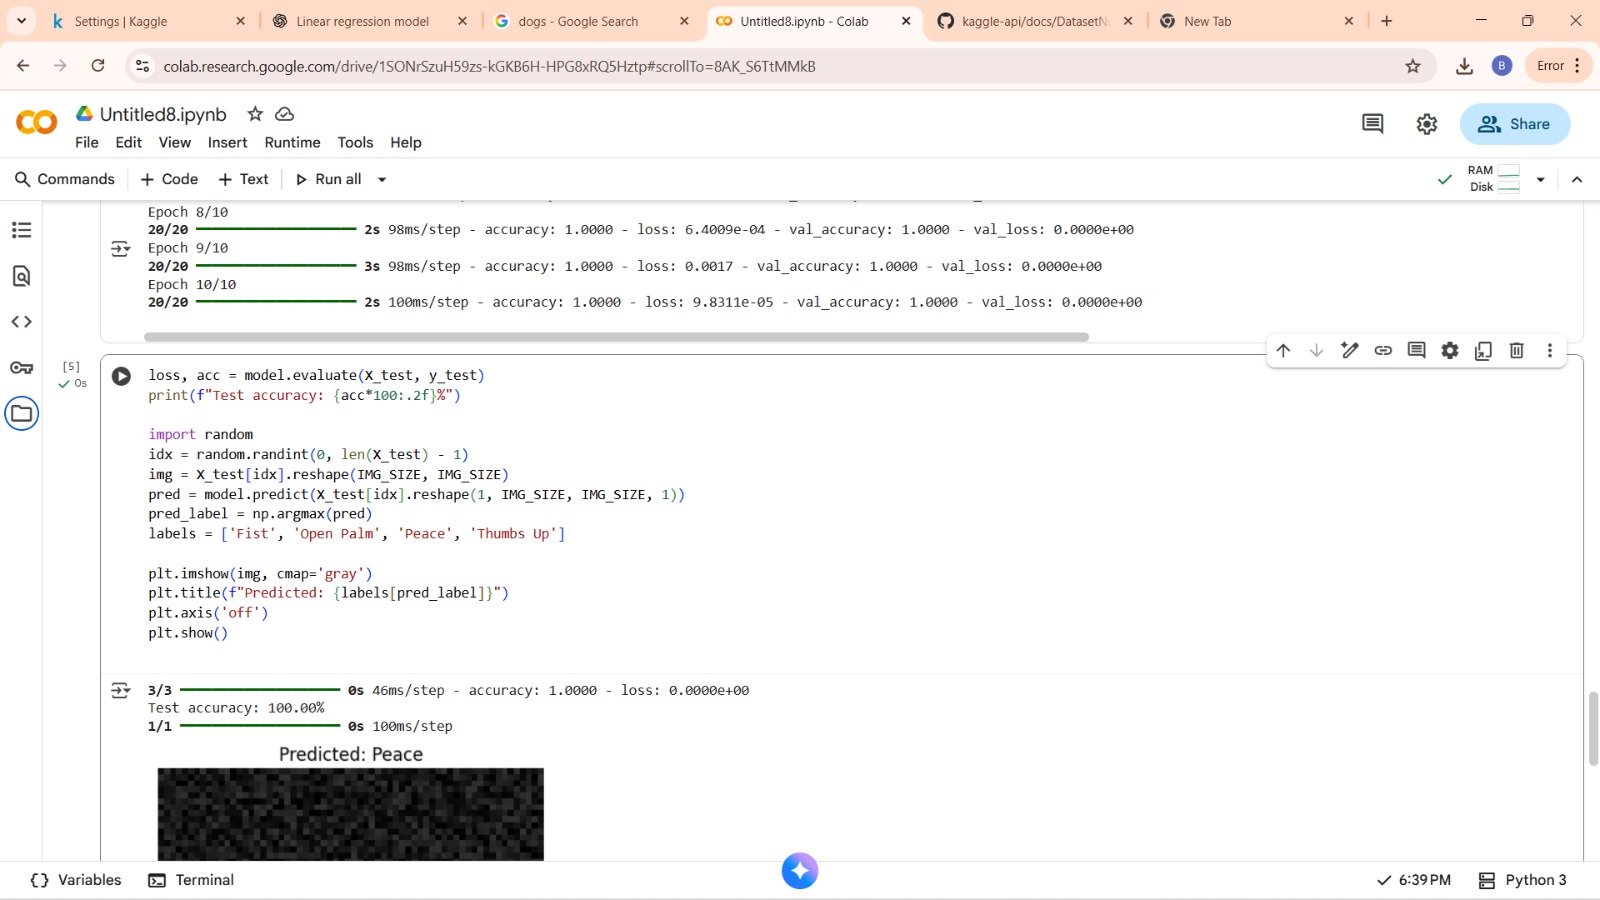 Settings | Kaggle
Linear regression model
dogs - Google Search
Untitled8.ipynb - Colab
kaggle-api/docs/DatasetN
New Tab
colab.research.google.com/drive/1SONrSzuH59zs-kGKB6H-HPG8xRQ5Hztp#scrollTo=8AK_S6TtMMkB
B
Error
Untitled8.ipynb
File Edit View Insert Runtime Tools Help
Share
Commands + Code + Text Run all
RAM
Disk
Epoch 8/10
20/20 2s 98ms/step - accuracy: 1.0000 - loss: 6.4009e-04 - val_accuracy: 1.0000 - val_loss: 0.0000e+00
Epoch 9/10
20/20 3s 98ms/step - accuracy: 1.0000 - loss: 0.0017 - val_accuracy: 1.0000 - val_loss: 0.0000e+00
Epoch 10/10
20/20 2s 100ms/step - accuracy: 1.0000 - loss: 9.8311e-05 - val_accuracy: 1.0000 - val_loss: 0.0000e+00
[5]
0s
loss, acc = model.evaluate(X_test, y_test)
print(f"Test accuracy: {acc*100:.2f}%")
import random
idx = random.randint(0, len(X_test) - 1)
img = X_test[idx].reshape(IMG_SIZE, IMG_SIZE)
pred = model.predict(X_test[idx].reshape(1, IMG_SIZE, IMG_SIZE, 1))
pred_label = np.argmax(pred)
labels = ['Fist', 'Open Palm', 'Peace', 'Thumbs Up']
plt.imshow(img, cmap='gray')
plt.title(f"Predicted: {labels[pred_label]}")
plt.axis('off')
plt.show()
3/3 0s 46ms/step - accuracy: 1.0000 - loss: 0.0000e+00
Test accuracy: 100.00%
1/1 0s 100ms/step
Predicted: Peace
Variables Terminal
6:39 PM Python 3